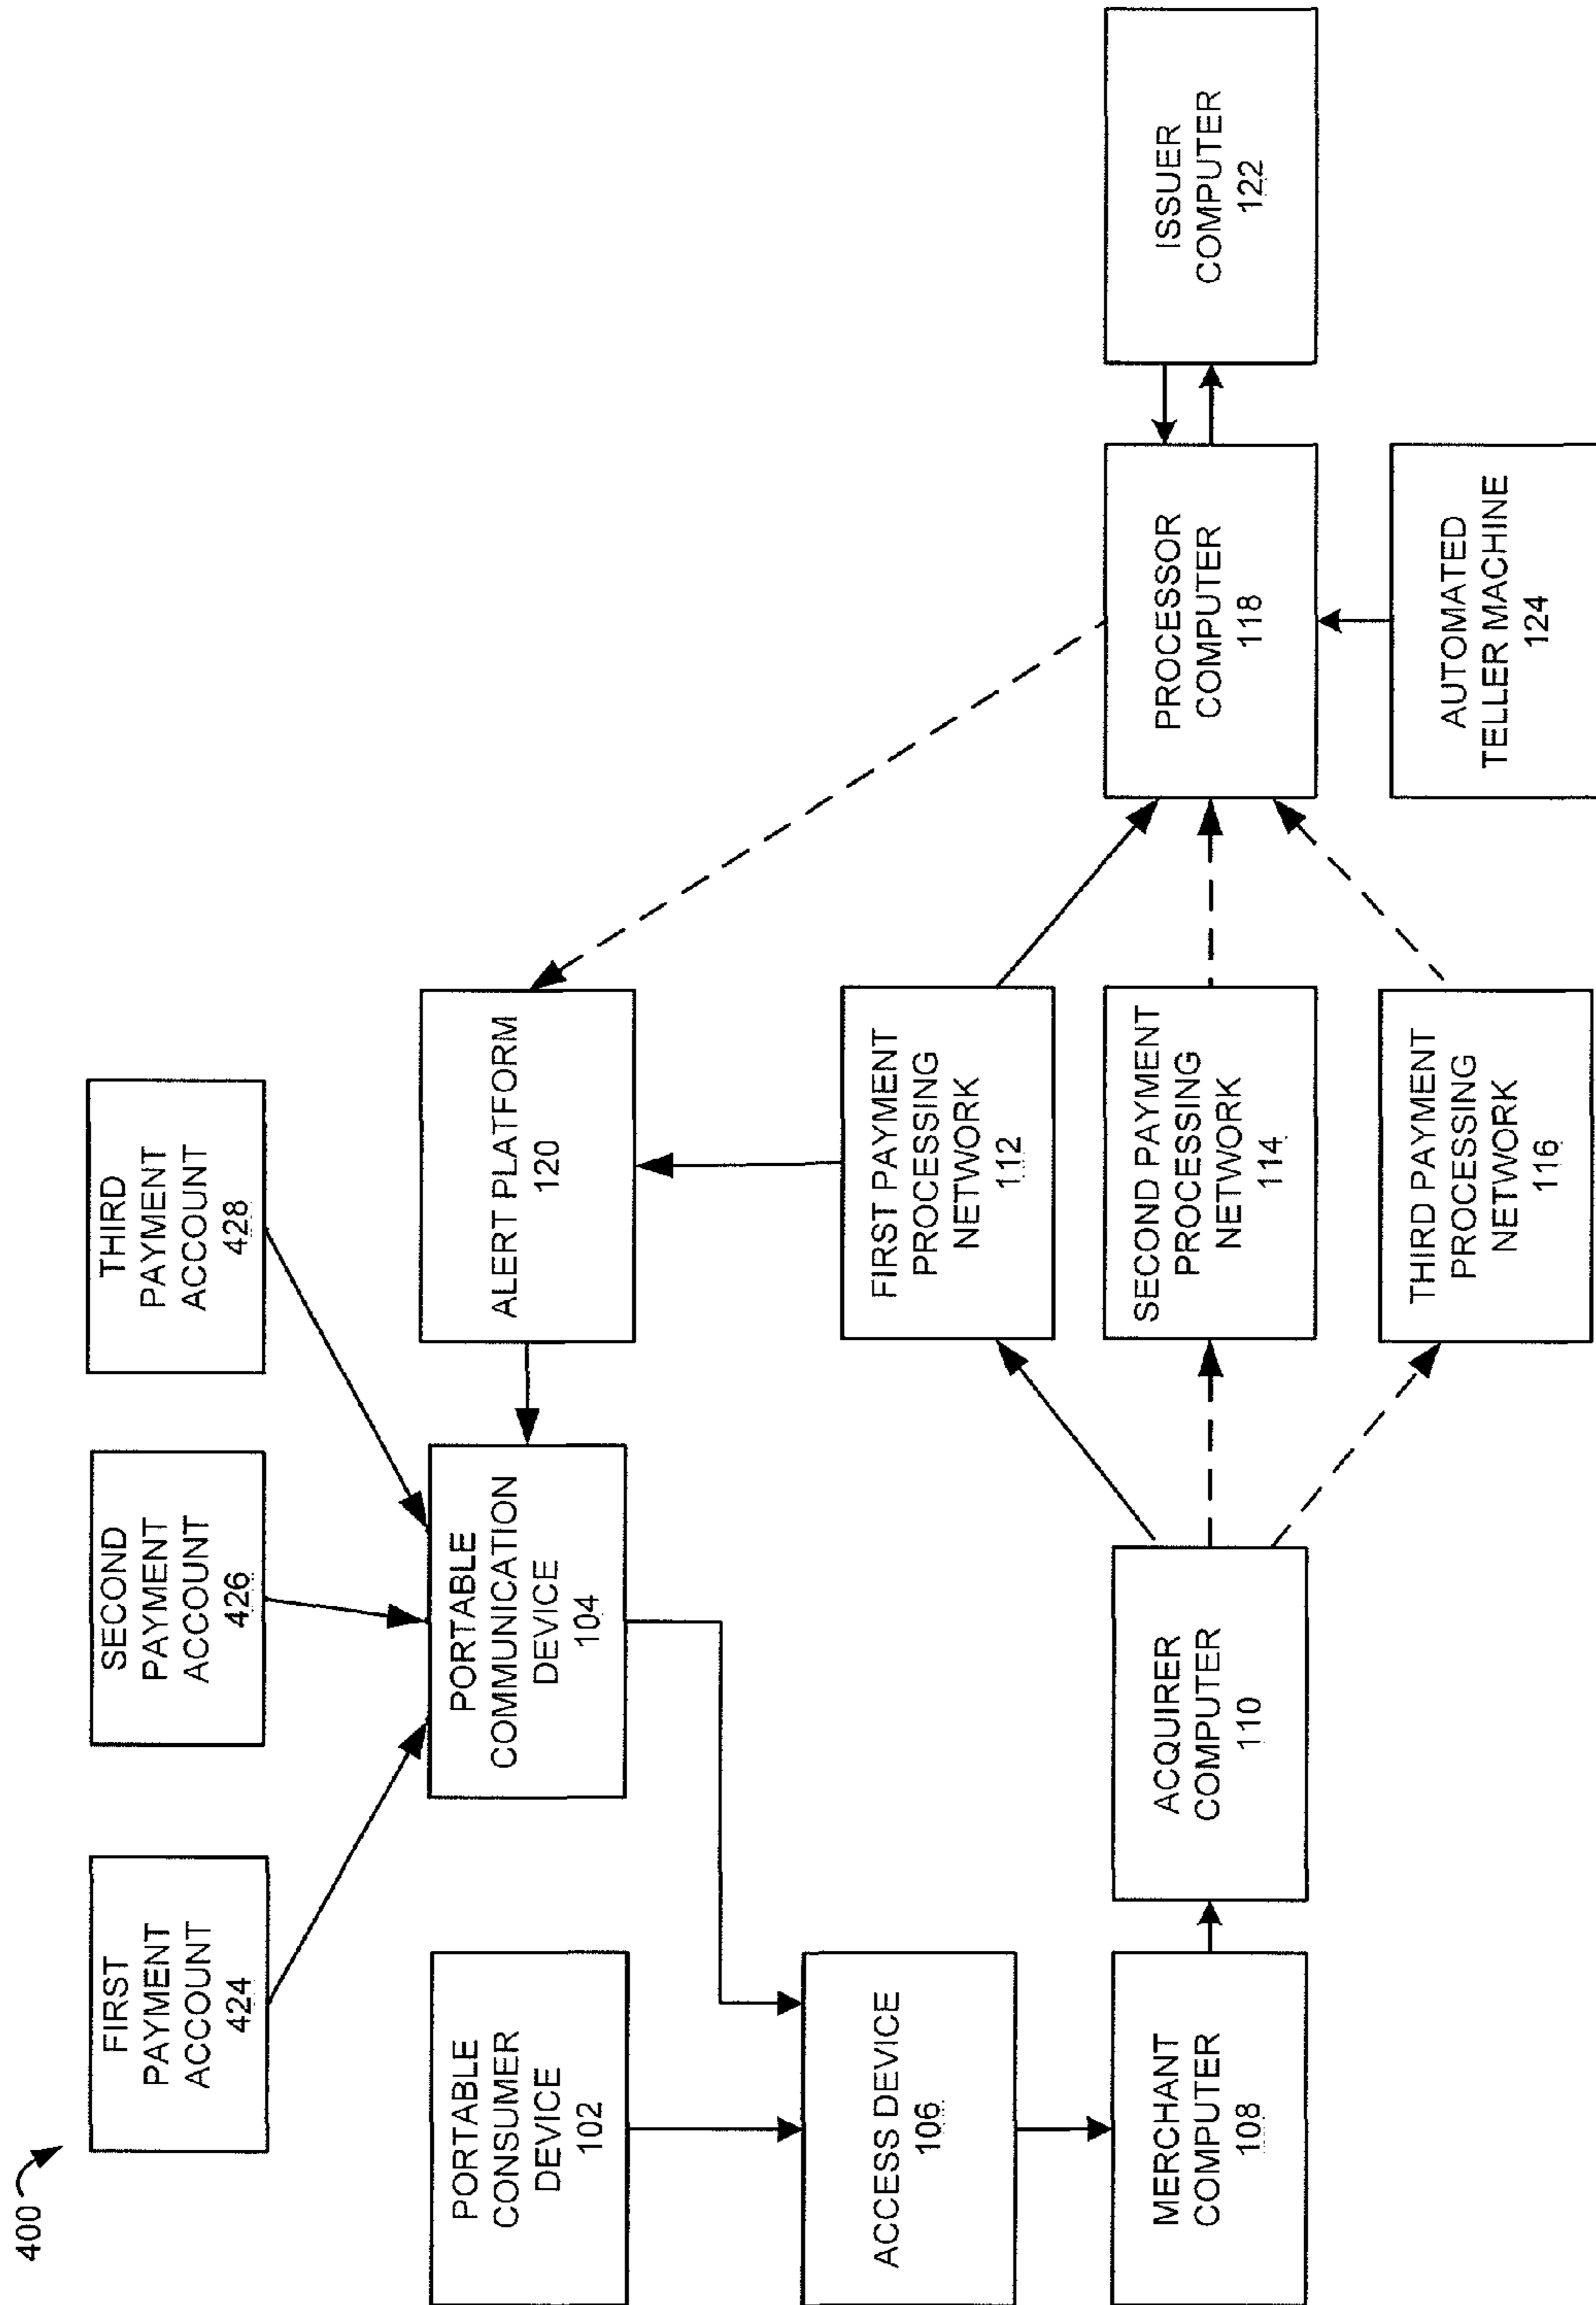 400
FIRST
PAYMENT
ACCOUNT
424
SECOND
PAYMENT
ACCOUNT
426
THIRD
PAYMENT
ACCOUNT
428
PORTABLE
CONSUMER
DEVICE
102
PORTABLE
COMMUNICATION
DEVICE
104
ALERT PLATFORM
120
ACCESS DEVICE
106
FIRST PAYMENT
PROCESSING
NETWORK
112
MERCHANT
COMPUTER
108
ACQUIRER
COMPUTER
110
SECOND PAYMENT
PROCESSING
NETWORK
114
PROCESSOR
COMPUTER
118
ISSUER
COMPUTER
122
THIRD PAYMENT
PROCESSING
NETWORK
116
AUTOMATED
TELLER MACHINE
124